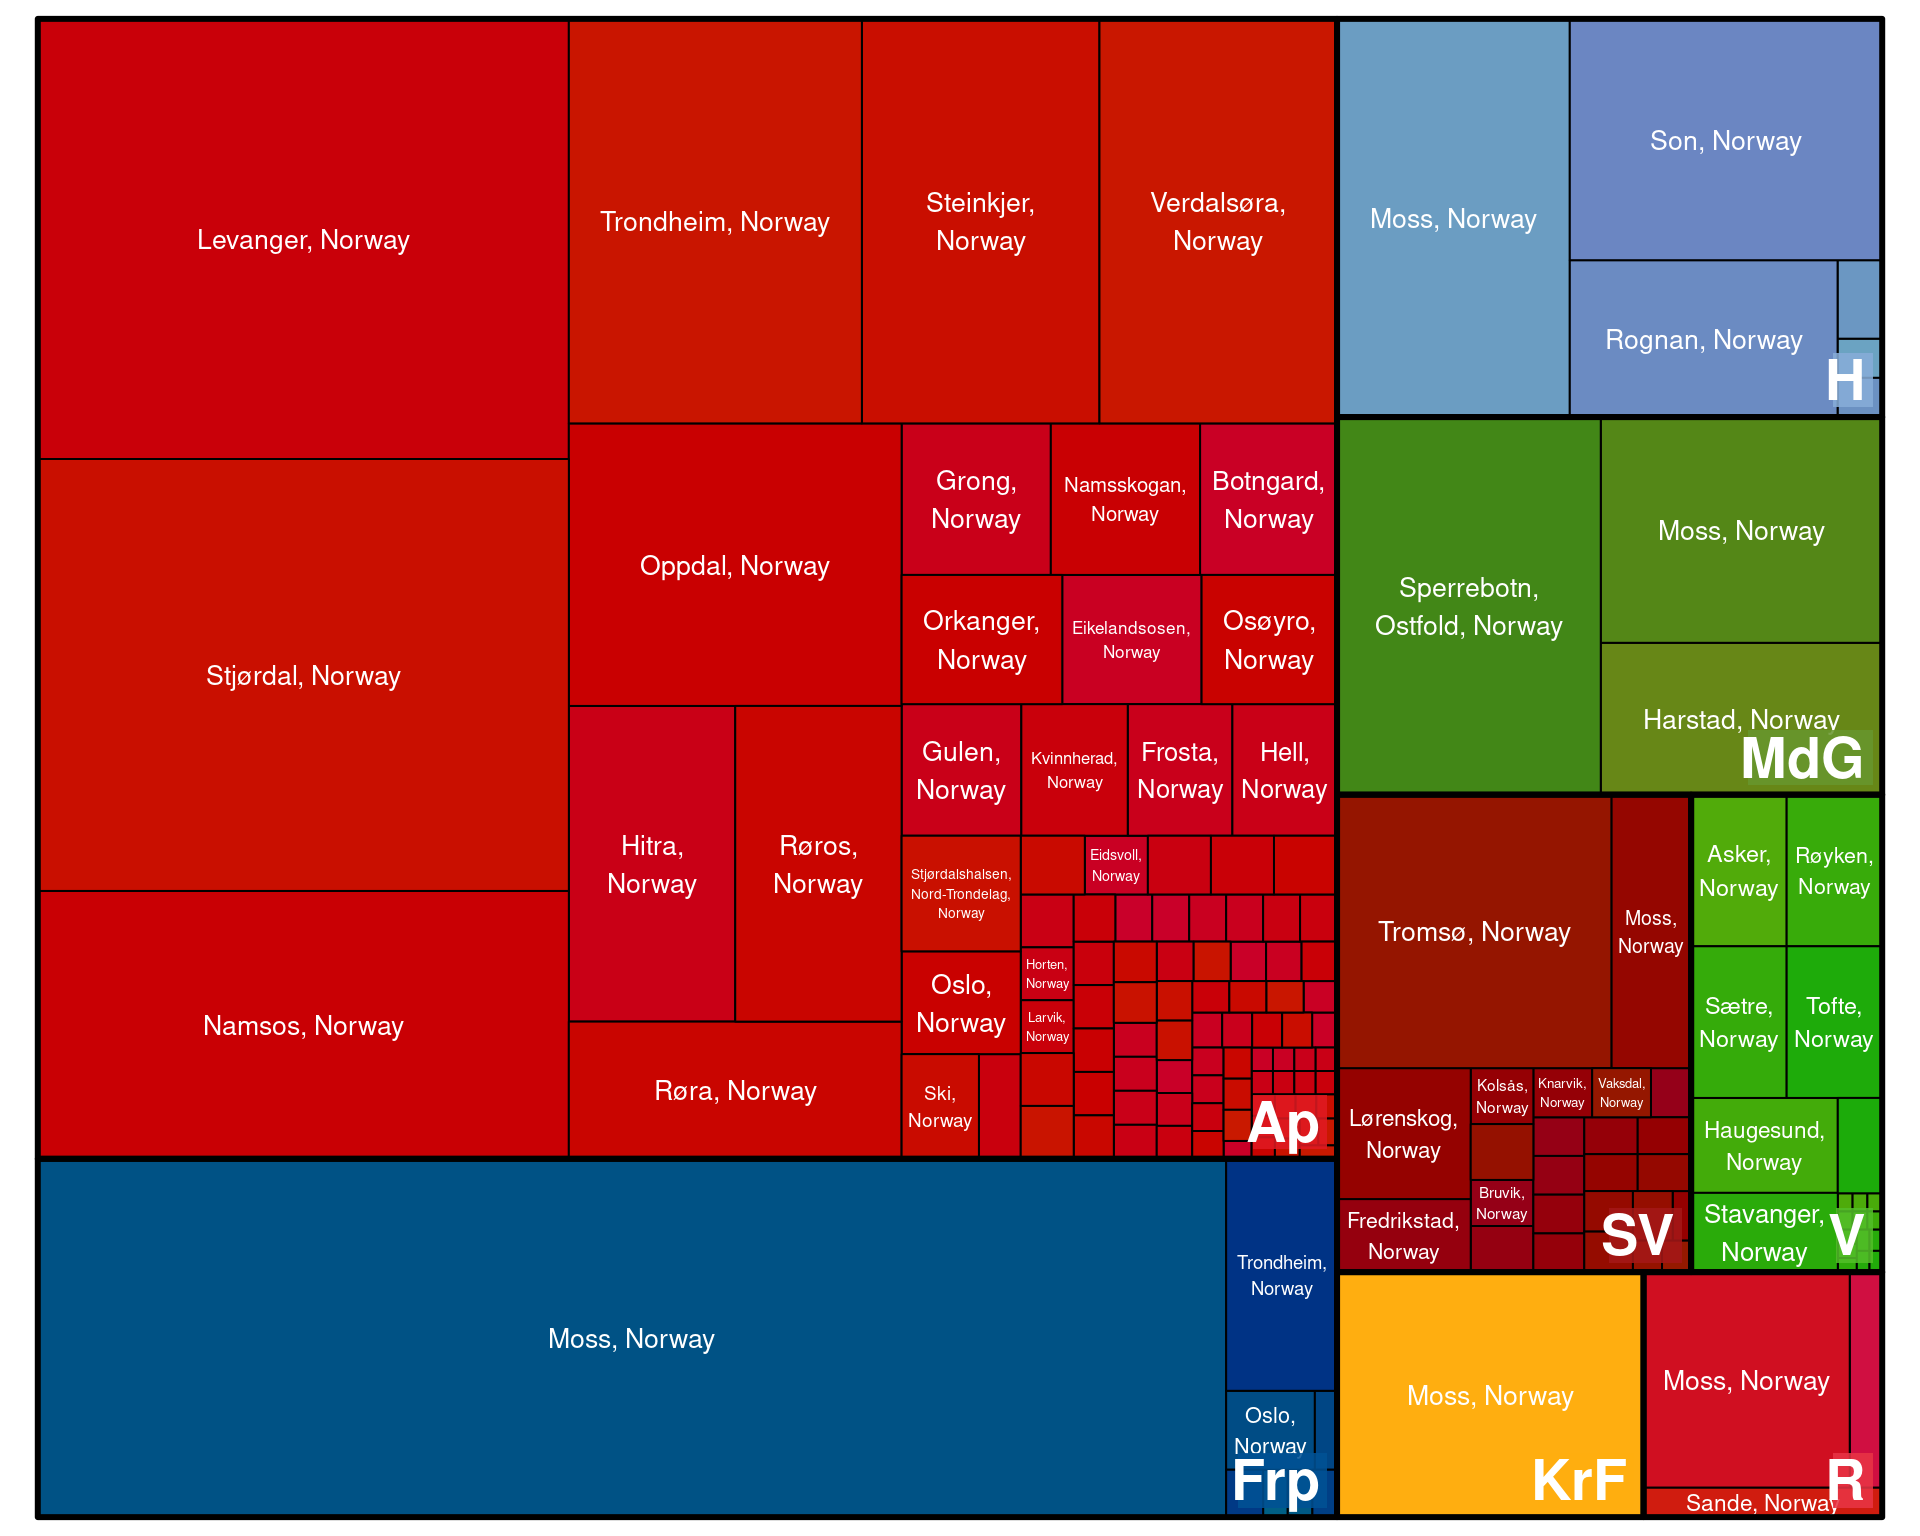 Levanger, Norway
Stjørdal, Norway
Namsos, Norway
Trondheim, Norway
Steinkjer,
Norway
Verdalsøra,
Norway
Oppdal, Norway
Hitra,
Norway
Røros,
Norway
Røra, Norway
Grong,
Norway
Namsskogan,
Norway
Botngard,
Norway
Orkanger,
Norway
Eikelandsosen,
Norway
Osøyro,
Norway
Gulen,
Norway
Kvinnherad,
Norway
Frosta,
Norway
Hell,
Norway
Stjørdalshalsen,
Nord-Trondelag,
Norway
Eidsvoll,
Norway
Oslo,
Norway
Horten,
Norway
Larvik,
Norway
Ski,
Norway
Ap
Moss, Norway
Trondheim,
Norway
Oslo,
Norway
Frp
Moss, Norway
Son, Norway
Rognan, Norway
H
Sperrebotn,
Ostfold, Norway
Moss, Norway
Harstad, Norway
MdG
Tromsø, Norway
Moss,
Norway
Lørenskog,
Norway
Fredrikstad,
Norway
Kolsås,
Norway
Knarvik,
Norway
Vaksdal,
Norway
Bruvik,
Norway
SV
Asker,
Norway
Røyken,
Norway
Sætre,
Norway
Tofte,
Norway
Haugesund,
Norway
Stavanger,
Norway
V
Moss, Norway
KrF
Moss, Norway
Sande, Norway
R